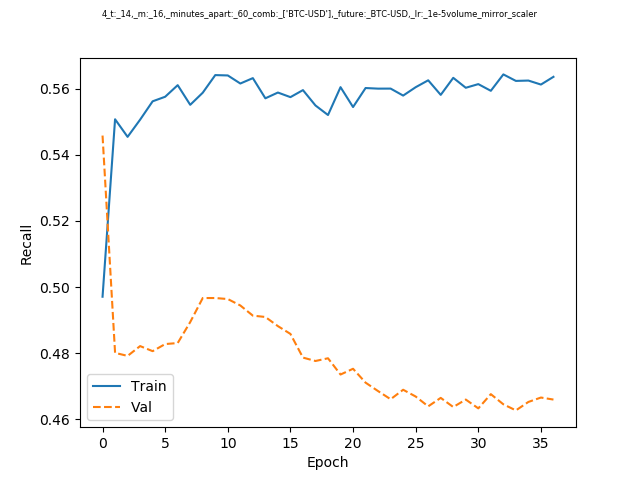 4_t:_14,_m:_16,_minutes_apart:_60_comb:_['BTC-USD'],_future:_BTC-USD,_lr:_1e-5volume_mirror_scaler
0.56
0.54
0.52
0.50
0.48
0.46
Recall
Train
Val
0 5 10 15 20 25 30 35
Epoch